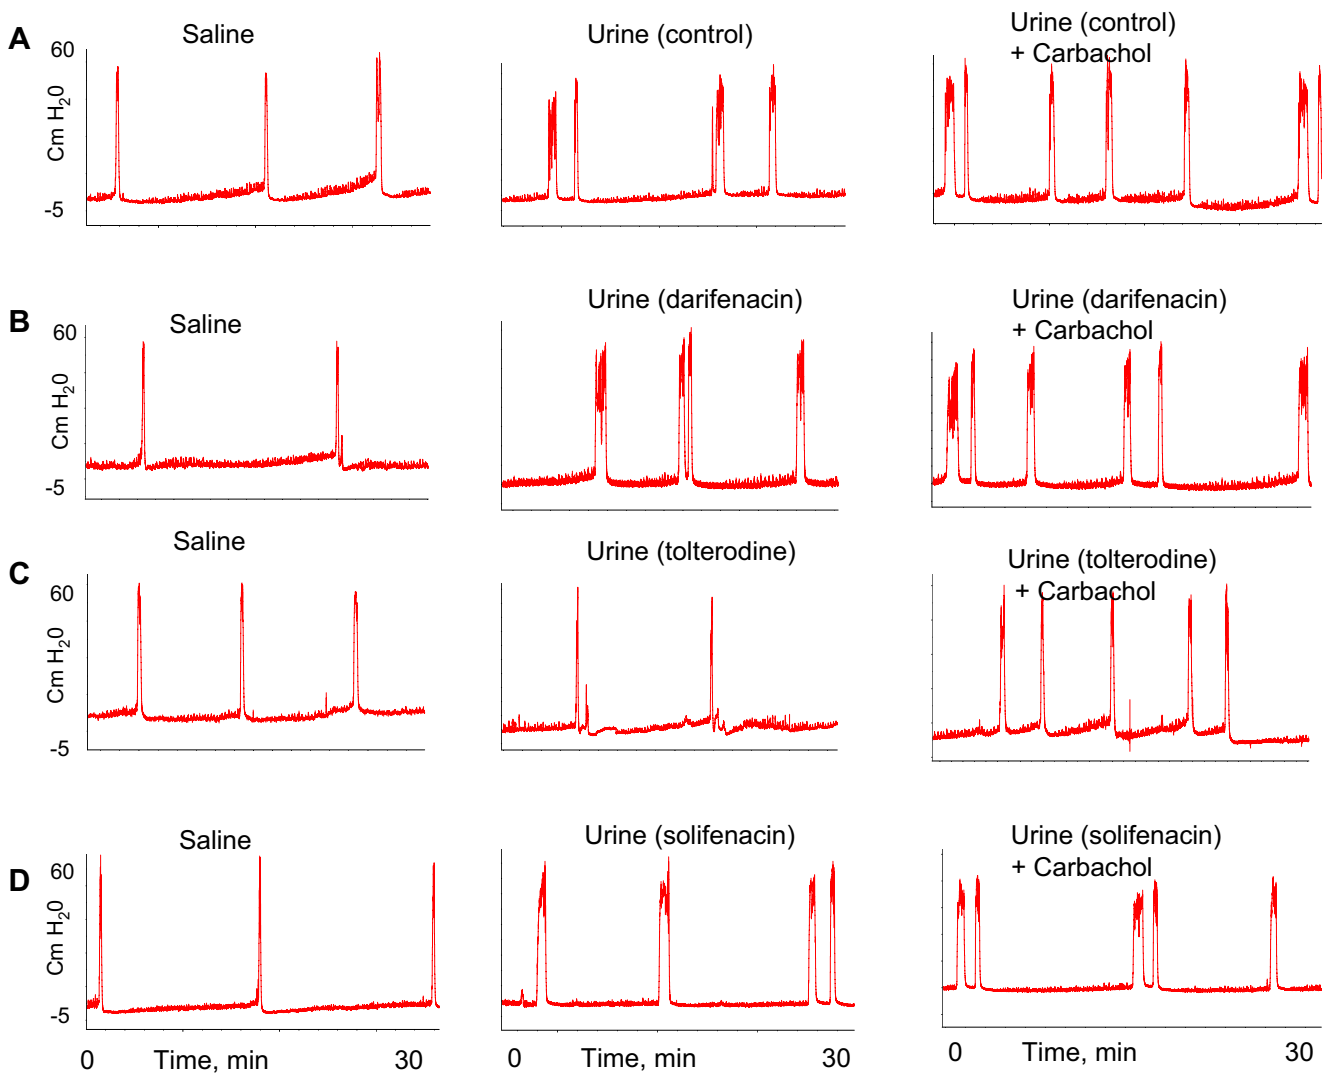 A
Saline
Urine (control)
Urine (control)
+ Carbachol
60
Cm H20
-5
B
Saline
Urine (darifenacin)
Urine (darifenacin)
+ Carbachol
60
Cm H20
-5
C
Saline
Urine (tolterodine)
Urine (tolterodine)
+ Carbachol
60
Cm H20
-5
D
Saline
Urine (solifenacin)
Urine (solifenacin)
+ Carbachol
60
Cm H20
-5
0 Time, min 30
0 Time, min 30
0 Time, min 30